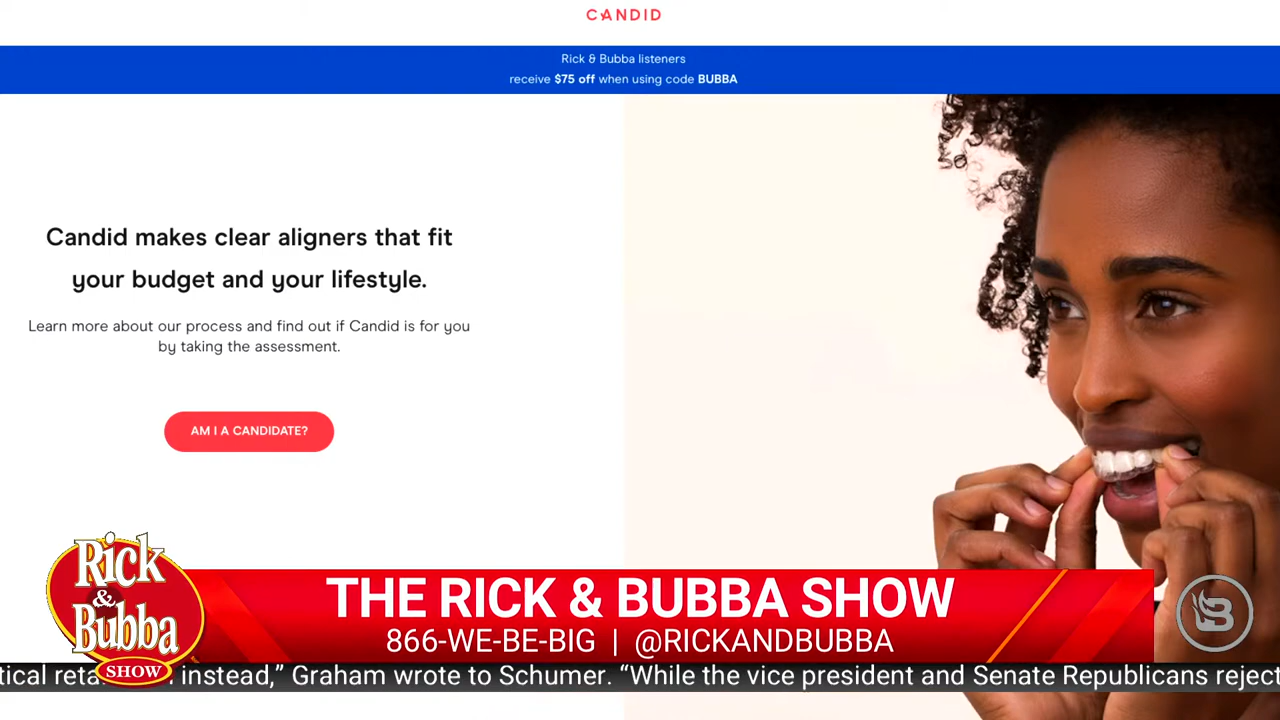 CANDID
Rick & Bubba listeners
receive $75 off when using code BUBBA
Candid makes clear aligners that fit
your budget and your lifestyle.
Learn more about our process and find out if Candid is for you
by taking the assessment.
AM I A CANDIDATE?
Rick
&
Bubba
SHOW
THE RICK & BUBBA SHOW
866-WE-BE-BIG | @RICKANDBUBBA
B
instead,” Graham wrote to Schumer. “While the vice president and Senate Republicans reject